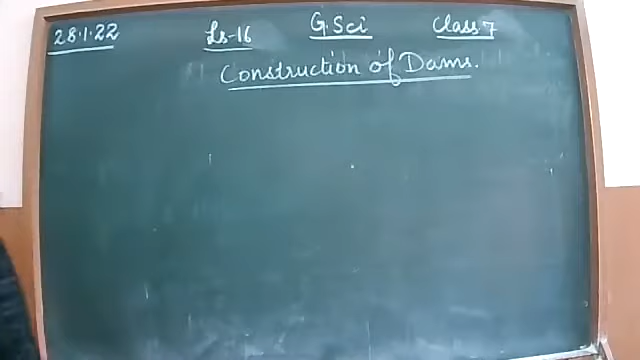 28.1.22 Ls-16 G.Sci Class 7
Construction of Dams.